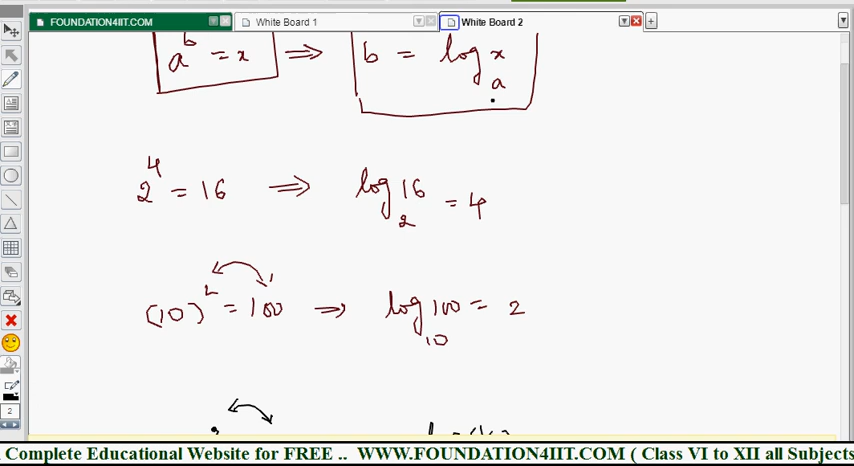 FOUNDATION4IIT.COM White Board 1 White Board 2
a^b = x ⟹ b = log_a x
2^4 = 16 ⟹ log_2 16 = 4
(10)^2 = 100 ⟹ log_10 100 = 2
2
Complete Educational Website for FREE .. WWW.FOUNDATION4IIT.COM ( Class VI to XII all Subjects